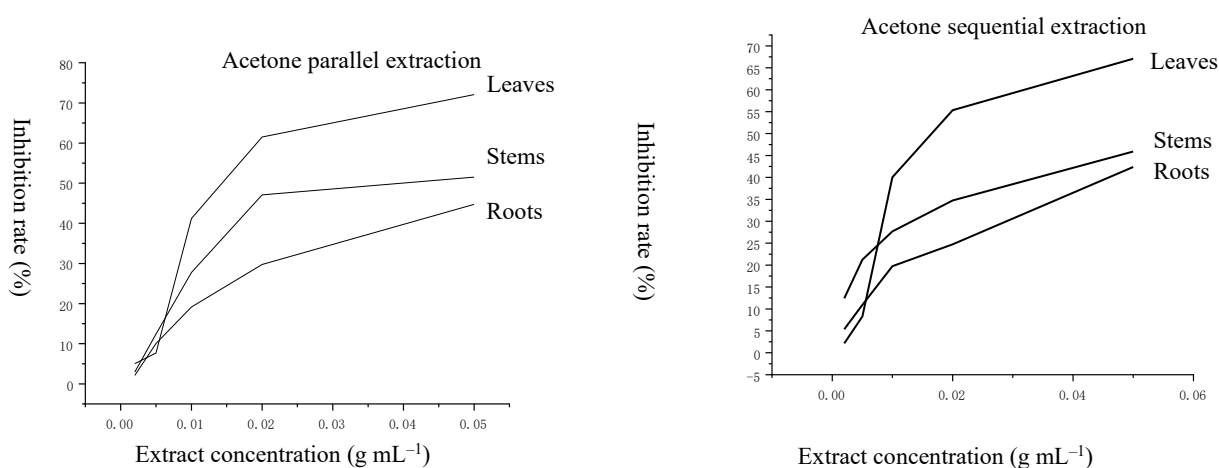 Acetone parallel extraction
80
70
60
50
40
30
20
10
0
Inhibition rate (%)
Leaves
Stems
Roots
0.00 0.01 0.02 0.03 0.04 0.05
Extract concentration (g mL⁻¹)
Acetone sequential extraction
70
65
60
55
50
45
40
35
30
25
20
15
10
5
0
-5
Inhibition rate (%)
Leaves
Stems
Roots
0.00 0.02 0.04 0.06
Extract concentration (g mL⁻¹)